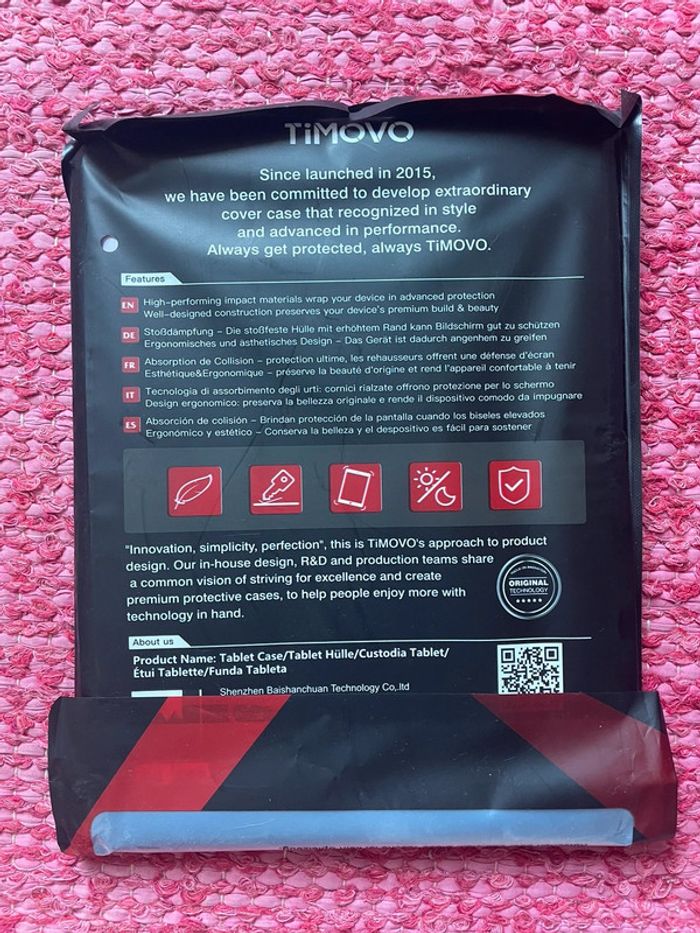 TiMOVO
Since launched in 2015,
we have been committed to develop extraordinary
cover case that recognized in style
and advanced in performance.
Always get protected, always TiMOVO.
Features
EN High-performing impact materials wrap your device in advanced protection
Well-designed construction preserves your device's premium build & beauty
DE Stoßdämpfung – Die stoßfeste Hülle mit erhöhtem Rand kann Bildschirm gut zu schützen
Ergonomisches und ästhetisches Design – Das Gerät ist dadurch angenhem zu greifen
FR Absorption de Collision – protection ultime, les rehausseurs offrent une défense d'écran
Esthétique&Ergonomique – préserve la beauté d'origine et rend l'appareil confortable à tenir
IT Tecnologia di assorbimento degli urti: cornici rialzate offrono protezione per lo schermo
Design ergonomico: preserva la bellezza originale e rende il dispositivo comodo da impugnare
ES Absorción de colisión – Brindan protección de la pantalla cuando los biseles elevados
Ergonómico y estético – Conserva la belleza y el despositivo es fácil para sostener
"Innovation, simplicity, perfection", this is TiMOVO's approach to product
design. Our in-house design, R&D and production teams share
a common vision of striving for excellence and create
premium protective cases, to help people enjoy more with
technology in hand.
ORIGINAL
TECHNOLOGY
About us
Product Name: Tablet Case/Tablet Hülle/Custodia Tablet/
Étui Tablette/Funda Tableta
Shenzhen Baishanchuan Technology Co,.ltd